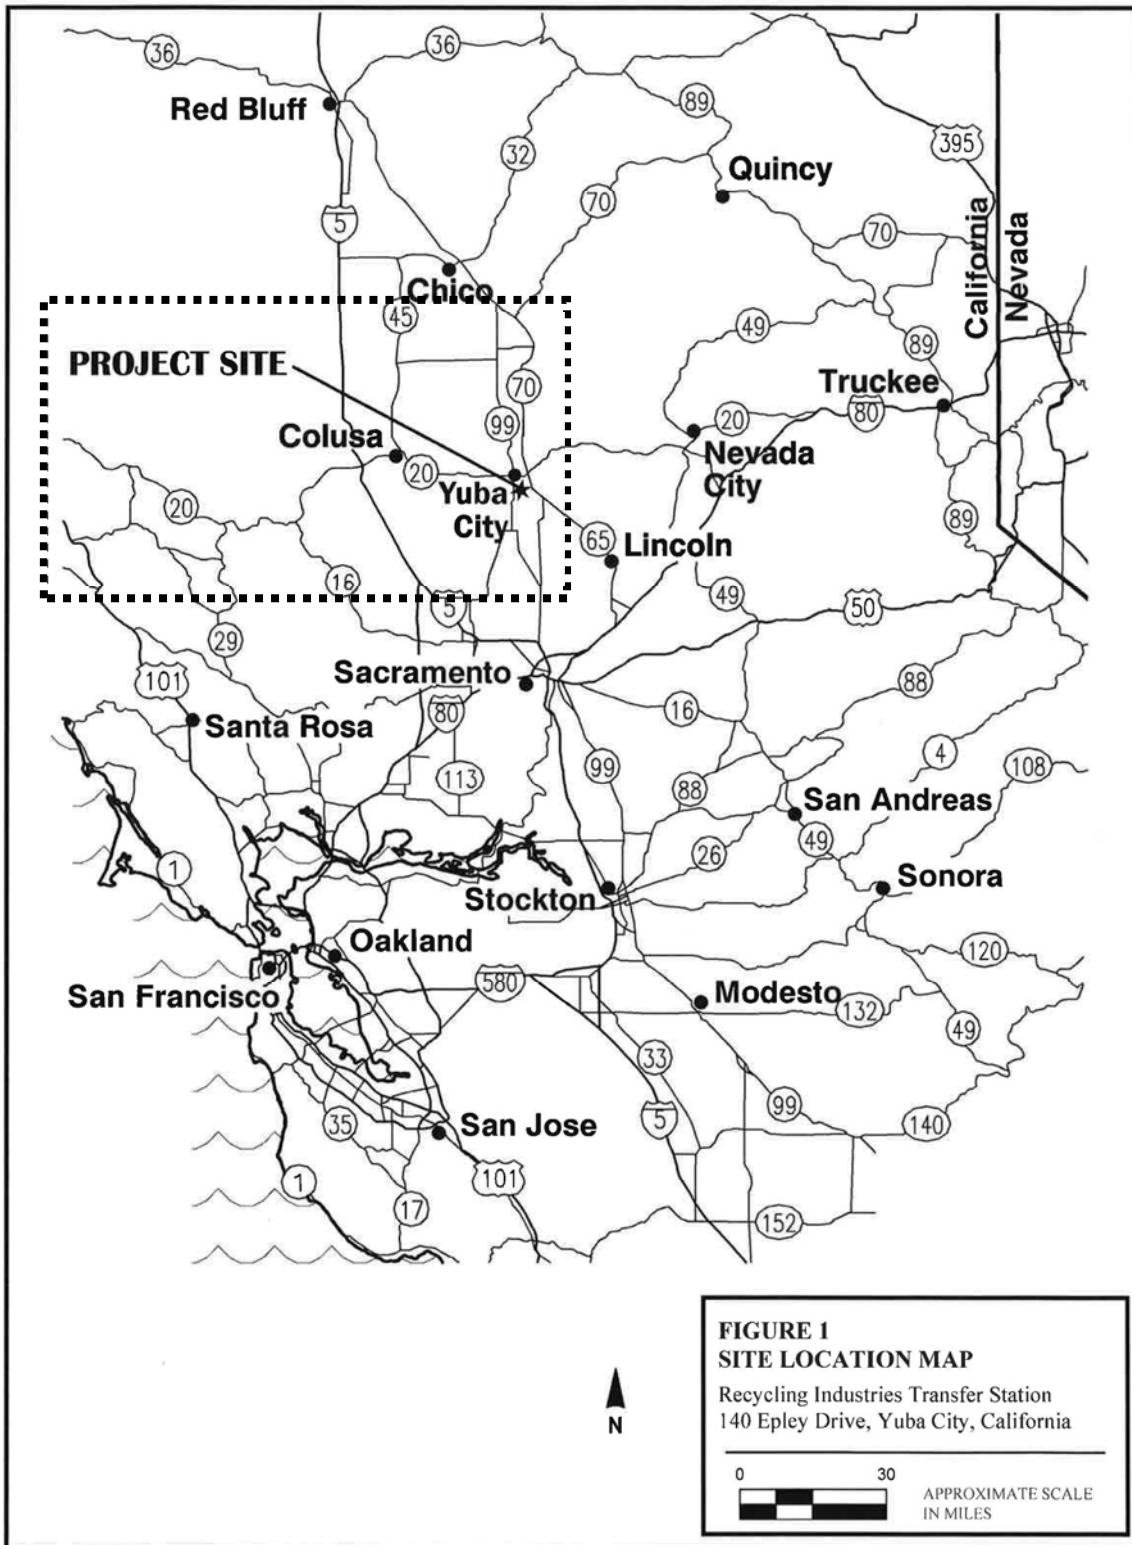 36
36
89
Red Bluff
32
395
Quincy
70
5
70
California
Nevada
Chico
45
49
89
PROJECT SITE
70
Truckee
80
99
20
Colusa
Nevada
City
20
Yuba
City
20
89
65
Lincoln
16
49
5
50
29
Sacramento
101
88
80
16
Santa Rosa
4
99
108
113
88
San Andreas
49
26
1
Sonora
Stockton
Oakland
120
580
San Francisco
Modesto
132
49
33
99
5
35
San Jose
140
101
1
17
152
FIGURE 1
SITE LOCATION MAP
Recycling Industries Transfer Station
140 Epley Drive, Yuba City, California
N
0 30
APPROXIMATE SCALE
IN MILES